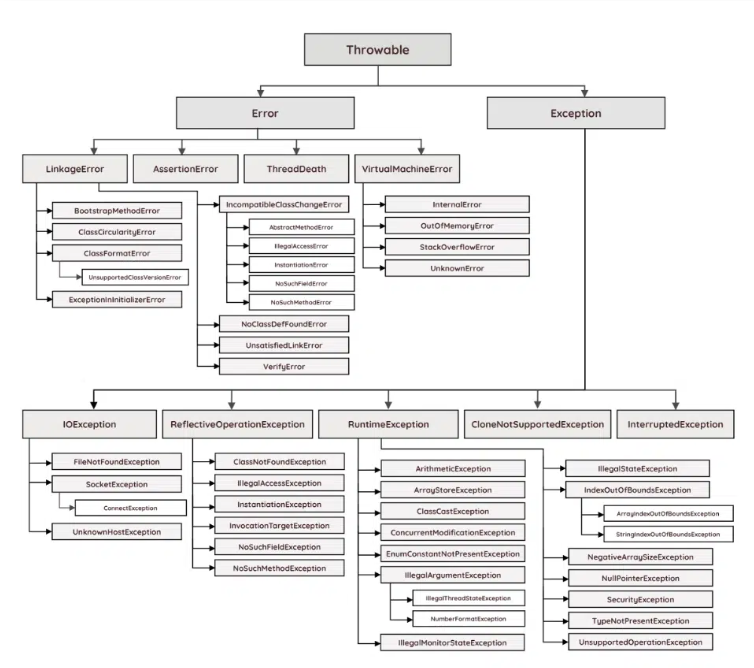 Throwable
Error
Exception
LinkageError
AssertionError
ThreadDeath
VirtualMachineError
BootstrapMethodError
ClassCircularityError
ClassFormatError
UnsupportedClassVersionError
ExceptionInInitializerError
IncompatibleClassChangeError
AbstractMethodError
IllegalAccessError
InstantiationError
NoSuchFieldError
NoSuchMethodError
NoClassDefFoundError
UnsatisfiedLinkError
VerifyError
InternalError
OutOfMemoryError
StackOverflowError
UnknownError
IOException
ReflectiveOperationException
RuntimeException
CloneNotSupportedException
InterruptedException
FileNotFoundException
SocketException
ConnectException
UnknownHostException
ClassNotFoundException
IllegalAccessException
InstantiationException
InvocationTargetException
NoSuchFieldException
NoSuchMethodException
ArithmeticException
ArrayStoreException
ClassCastException
ConcurrentModificationException
EnumConstantNotPresentException
IllegalArgumentException
IllegalThreadStateException
NumberFormatException
IllegalMonitorStateException
IllegalStateException
IndexOutOfBoundsException
ArrayIndexOutOfBoundsException
StringIndexOutOfBoundsException
NegativeArraySizeException
NullPointerException
SecurityException
TypeNotPresentException
UnsupportedOperationException